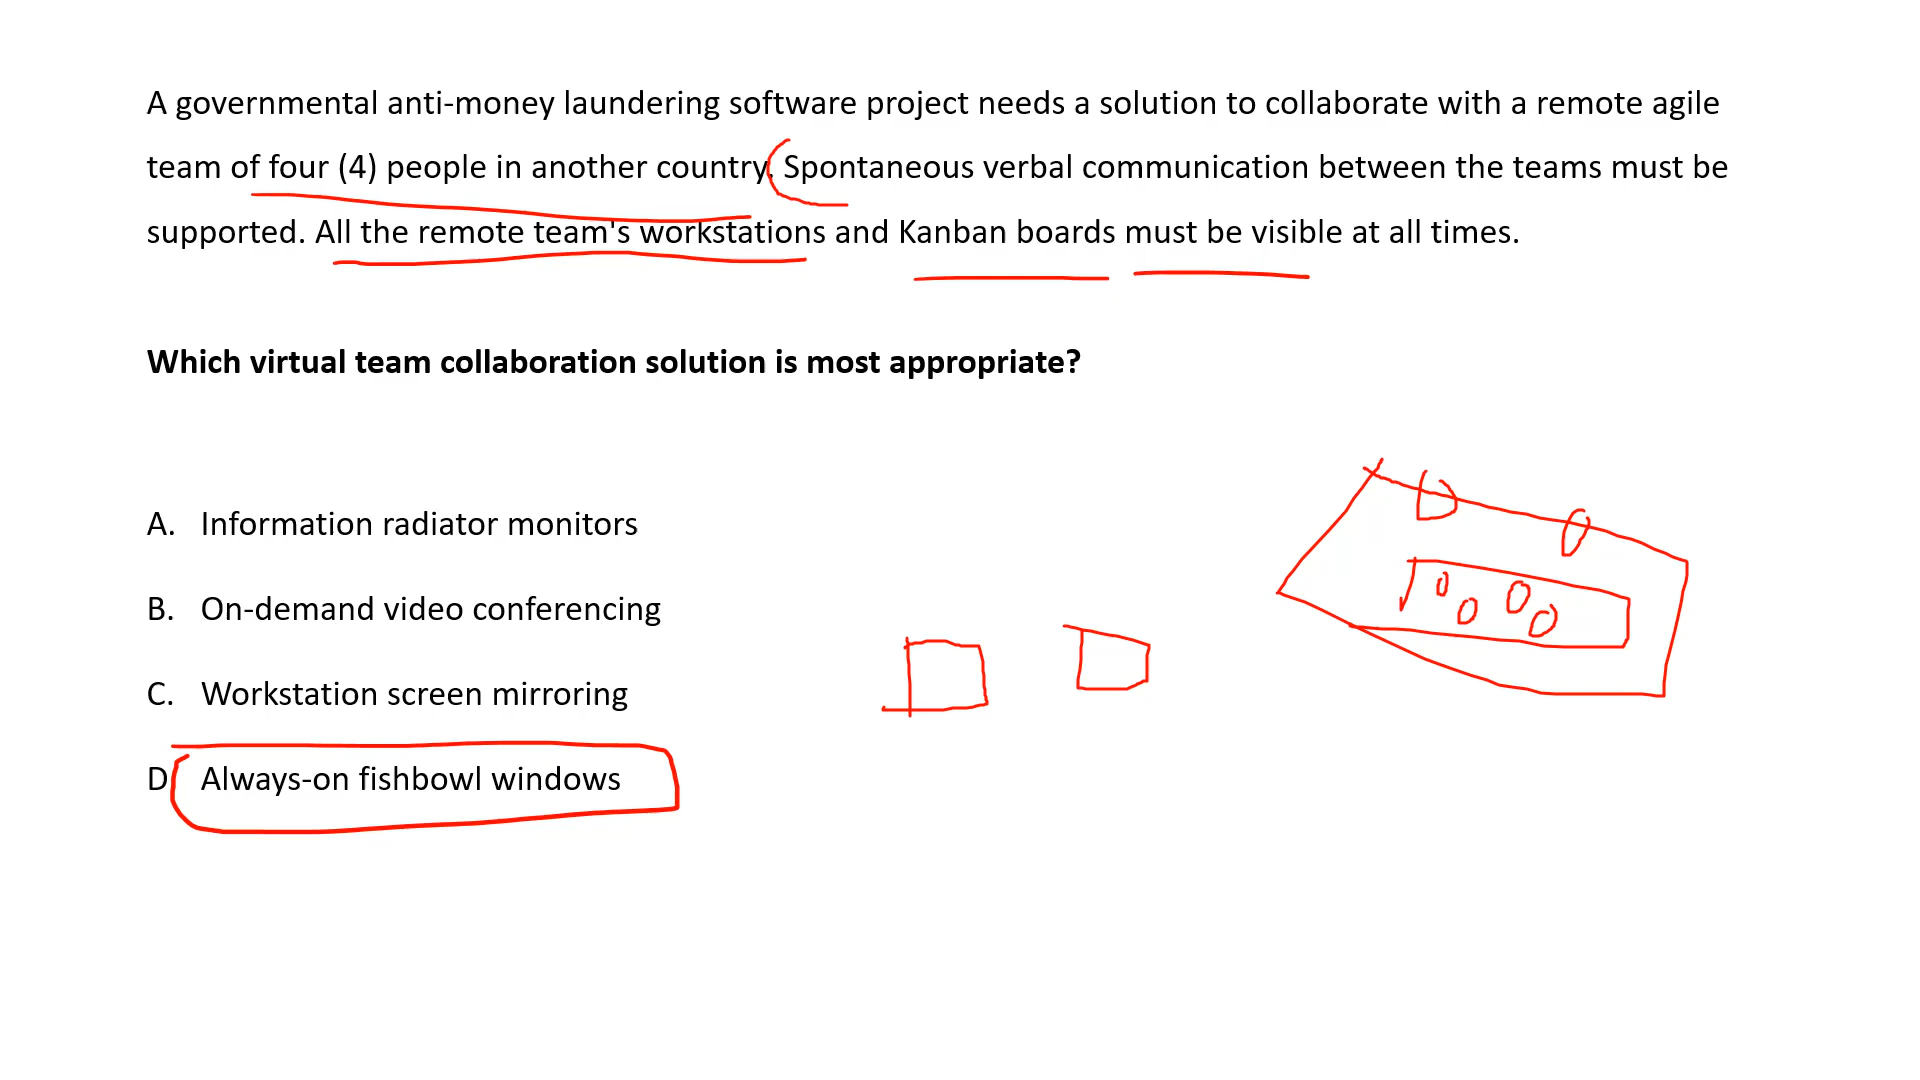 A governmental anti-money laundering software project needs a solution to collaborate with a remote agile
team of four (4) people in another country. Spontaneous verbal communication between the teams must be
supported. All the remote team's workstations and Kanban boards must be visible at all times.
Which virtual team collaboration solution is most appropriate?
A. Information radiator monitors
B. On-demand video conferencing
C. Workstation screen mirroring
D. Always-on fishbowl windows